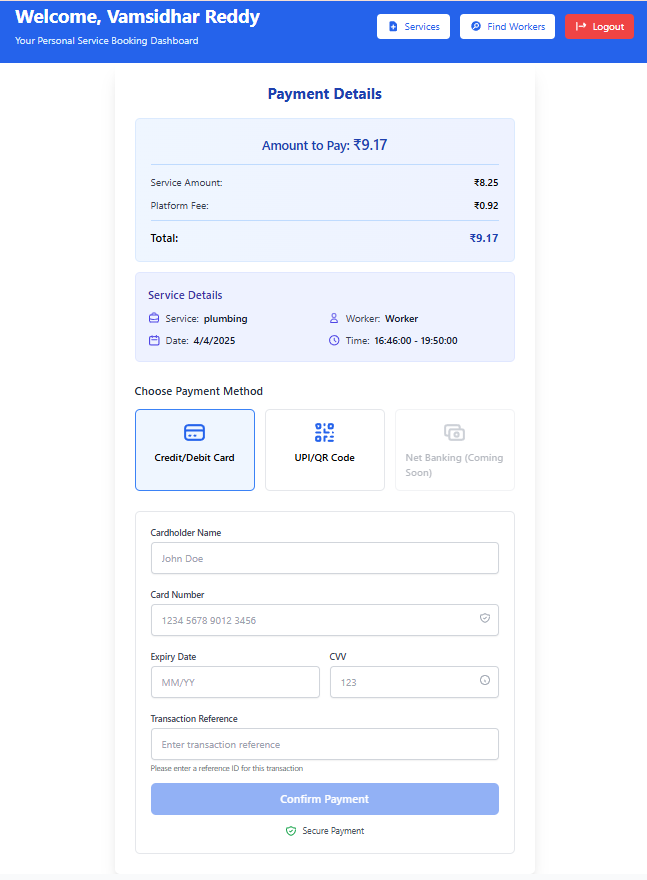 Welcome, Vamsidhar Reddy
Your Personal Service Booking Dashboard
Services
Find Workers
Logout
Payment Details
Amount to Pay: ₹9.17
Service Amount: ₹8.25
Platform Fee: ₹0.92
Total: ₹9.17
Service Details
Service: plumbing
Worker: Worker
Date: 4/4/2025
Time: 16:46:00 - 19:50:00
Choose Payment Method
Credit/Debit Card
UPI/QR Code
Net Banking (Coming
Soon)
Cardholder Name
John Doe
Card Number
1234 5678 9012 3456
Expiry Date
CVV
MM/YY
123
Transaction Reference
Enter transaction reference
Please enter a reference ID for this transaction
Confirm Payment
Secure Payment